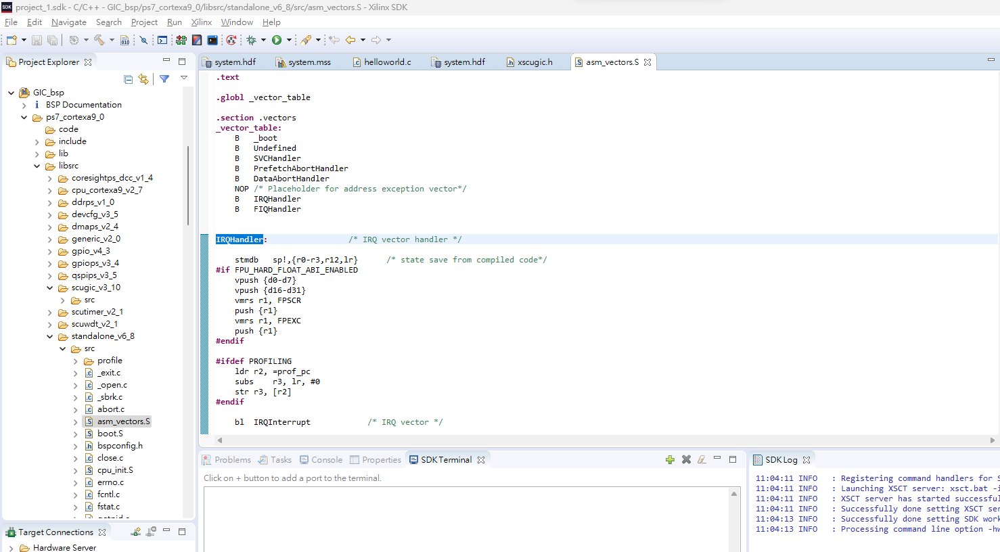 SDK project_1.sdk - C/C++ - GIC_bsp/ps7_cortexa9_0/libsrc/standalone_v6_8/src/asm_vectors.S - Xilinx SDK
File Edit Navigate Search Project Run Xilinx Window Help
Project Explorer
GIC_bsp
BSP Documentation
ps7_cortexa9_0
code
include
lib
libsrc
coresightps_dcc_v1_4
cpu_cortexa9_v2_7
ddrps_v1_0
devcfg_v3_5
dmaps_v2_4
generic_v2_0
gpio_v4_3
gpiops_v3_4
qspips_v3_5
scugic_v3_10
src
scutimer_v2_1
scuwdt_v2_1
standalone_v6_8
src
profile
_exit.c
_open.c
_sbrk.c
abort.c
asm_vectors.S
boot.S
bspconfig.h
close.c
cpu_init.S
errno.c
fcntl.c
fstat.c
Target Connections
Hardware Server
system.hdf system.mss helloworld.c system.hdf xscugic.h asm_vectors.S
.text
.globl _vector_table
.section .vectors
_vector_table:
B _boot
B Undefined
B SVCHandler
B PrefetchAbortHandler
B DataAbortHandler
NOP /* Placeholder for address exception vector*/
B IRQHandler
B FIQHandler
IRQHandler: /* IRQ vector handler */
stmdb sp!,{r0-r3,r12,lr} /* state save from compiled code*/
#if FPU_HARD_FLOAT_ABI_ENABLED
vpush {d0-d7}
vpush {d16-d31}
vmrs r1, FPSCR
push {r1}
vmrs r1, FPEXC
push {r1}
#endif
#ifdef PROFILING
ldr r2, =prof_pc
subs r3, lr, #0
str r3, [r2]
#endif
bl IRQInterrupt /* IRQ vector */
Problems Tasks Console Properties SDK Terminal
Click on + button to add a port to the terminal.
SDK Log
11:04:11 INFO : Registering command handlers for S
11:04:11 INFO : Launching XSCT server: xsct.bat -i
11:04:11 INFO : XSCT server has started successful
11:04:11 INFO : Successfully done setting XSCT ser
11:04:13 INFO : Successfully done setting SDK work
11:04:13 INFO : Processing command line option -hw